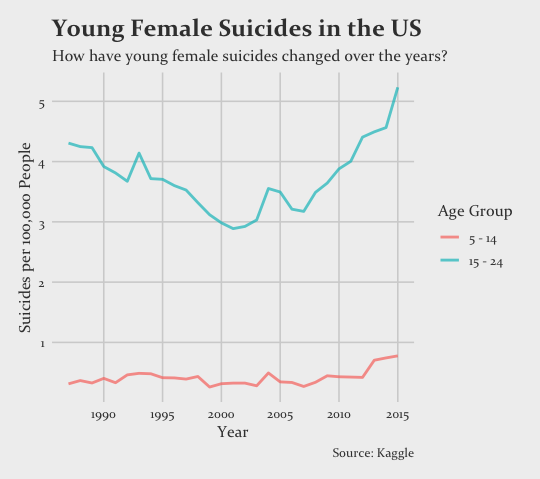 Young Female Suicides in the US
How have young female suicides changed over the years?
Suicides per 100,000 People
5
4
3
2
1
1990 1995 2000 2005 2010 2015
Year
Age Group
5 - 14
15 - 24
Source: Kaggle